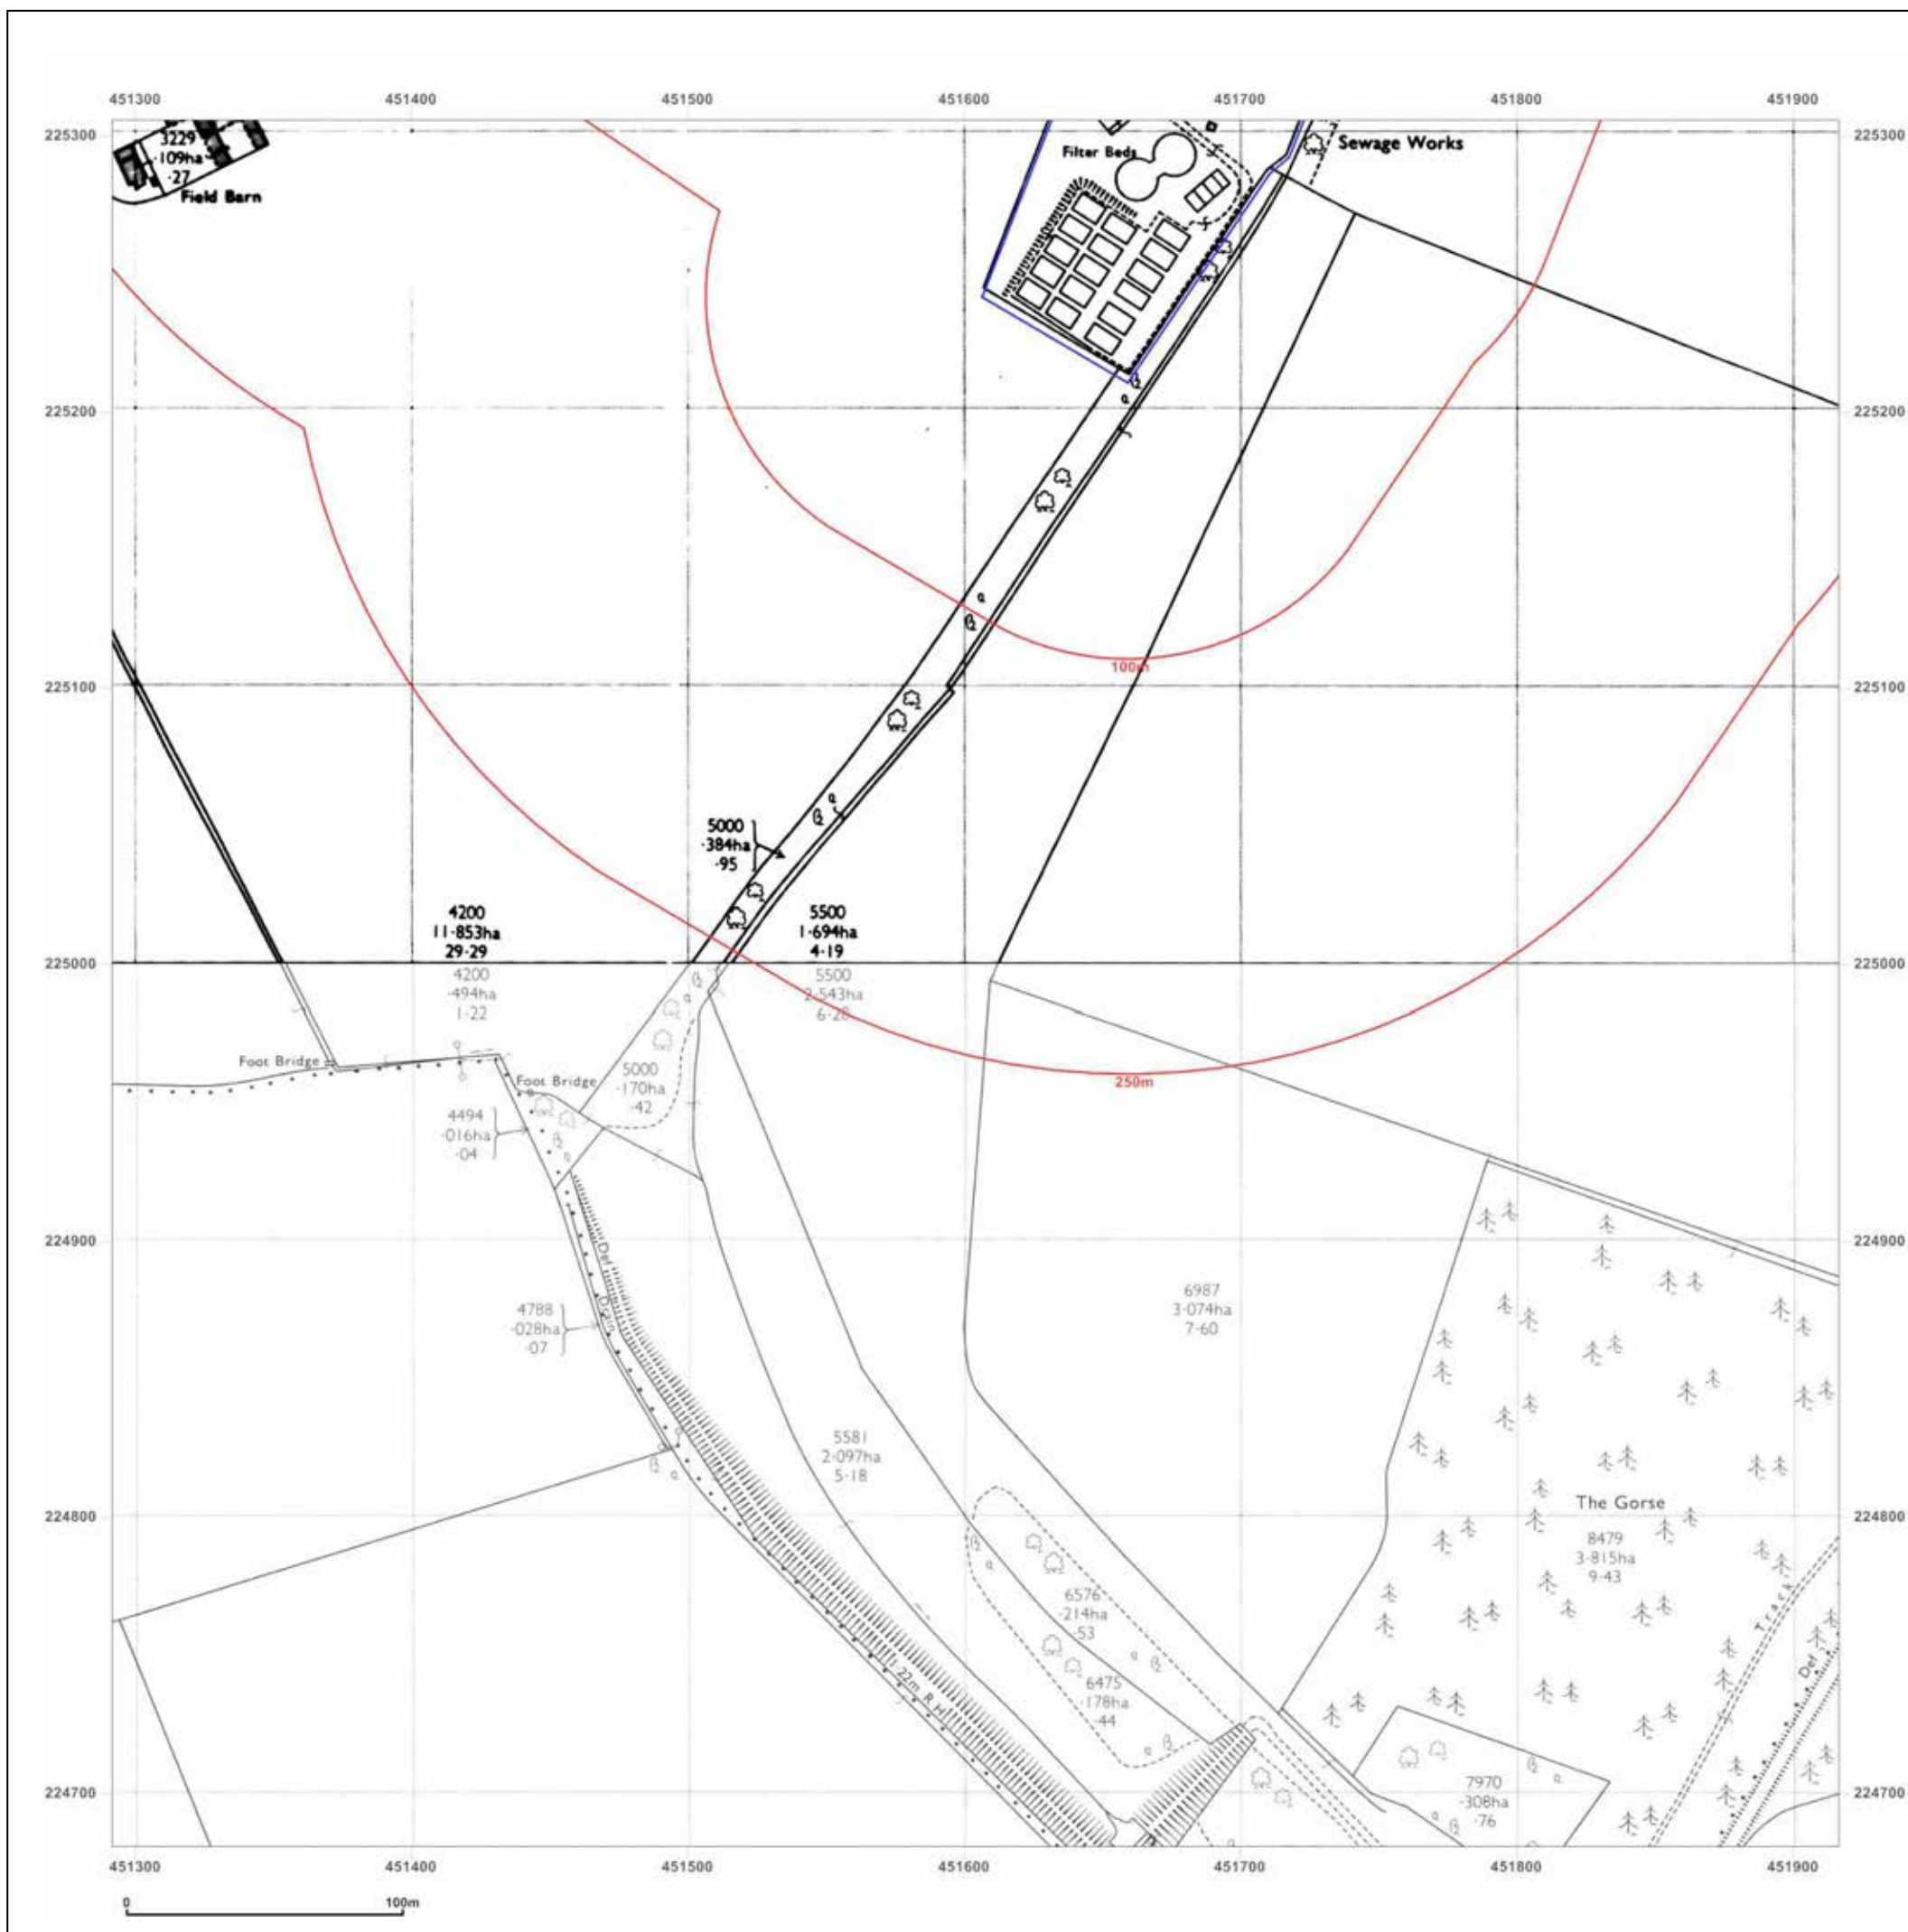 451300 451400 451500 451600 451700 451800 451900
225300 225300
3229
·109ha
·27
Field Barn
Filter Beds
Sewage Works
225200 225200
100m
225100 225100
5000
·384ha
·95
4200
11·853ha
29·29
5500
1·694ha
4·19
225000 225000
4200
·494ha
1·22
5500
2·543ha
6·28
Foot Bridge
Foot Bridge
5000
·170ha
·42
250m
4494
·016ha
·04
224900 224900
Def
Drain
4788
·028ha
·07
6987
3·074ha
7·60
5581
2·097ha
5·18
224800 224800
The Gorse
8479
3·815ha
9·43
Track
6576
·214ha
·53
6475
·178ha
·44
Def
1·22m R H
7970
·308ha
·76
224700 224700
451300 451400 451500 451600 451700 451800 451900
0 100m